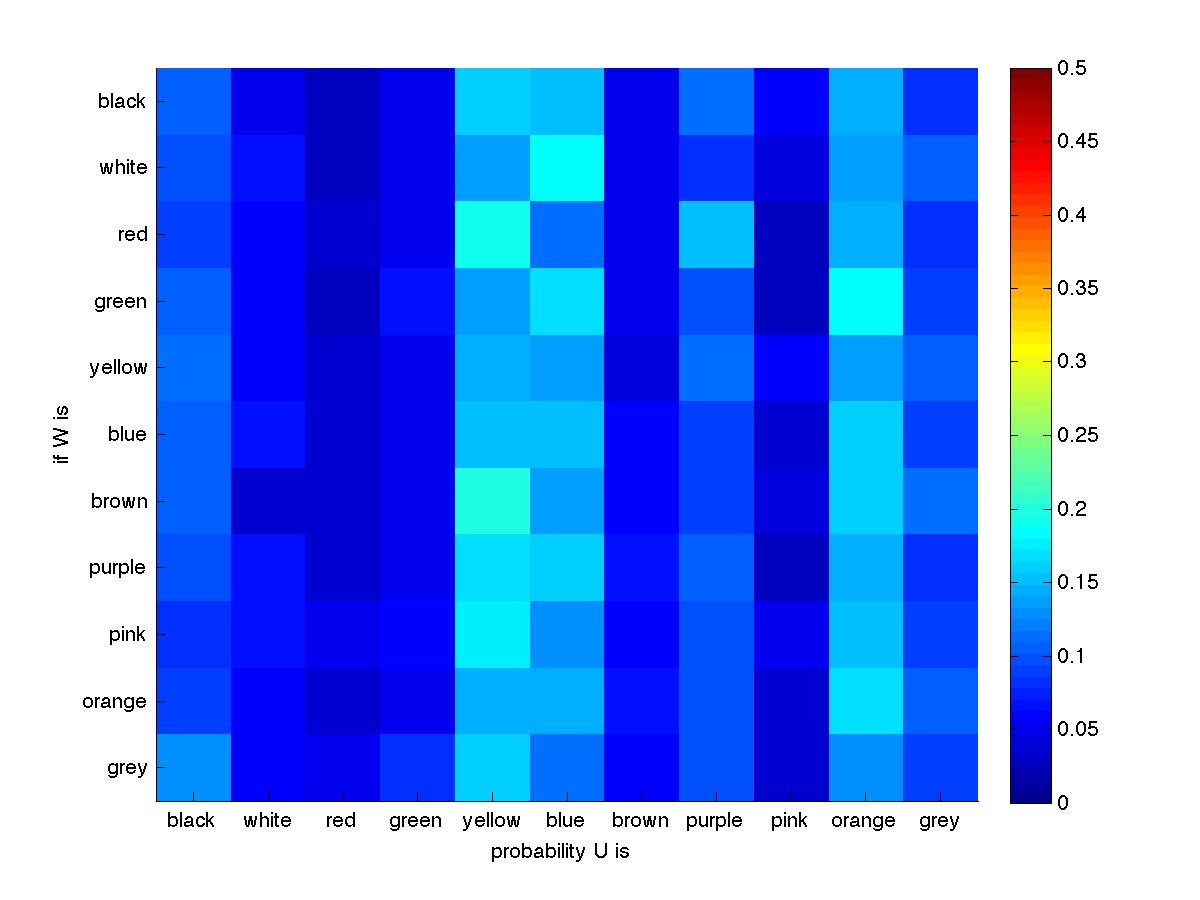 black
white
red
green
yellow
blue
brown
purple
pink
orange
grey
if W is
black white red green yellow blue brown purple pink orange grey
probability U is
0.5
0.45
0.4
0.35
0.3
0.25
0.2
0.15
0.1
0.05
0